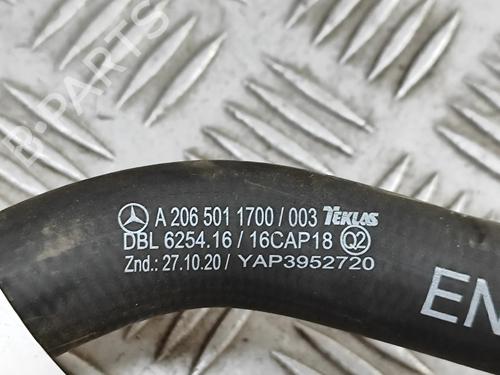 B-PARTS
A 206 501 1700 / 003 TEKLAS
DBL 6254.16 / 16CAP18 Q2
Znd.: 27.10.20 / YAP3952720
EN